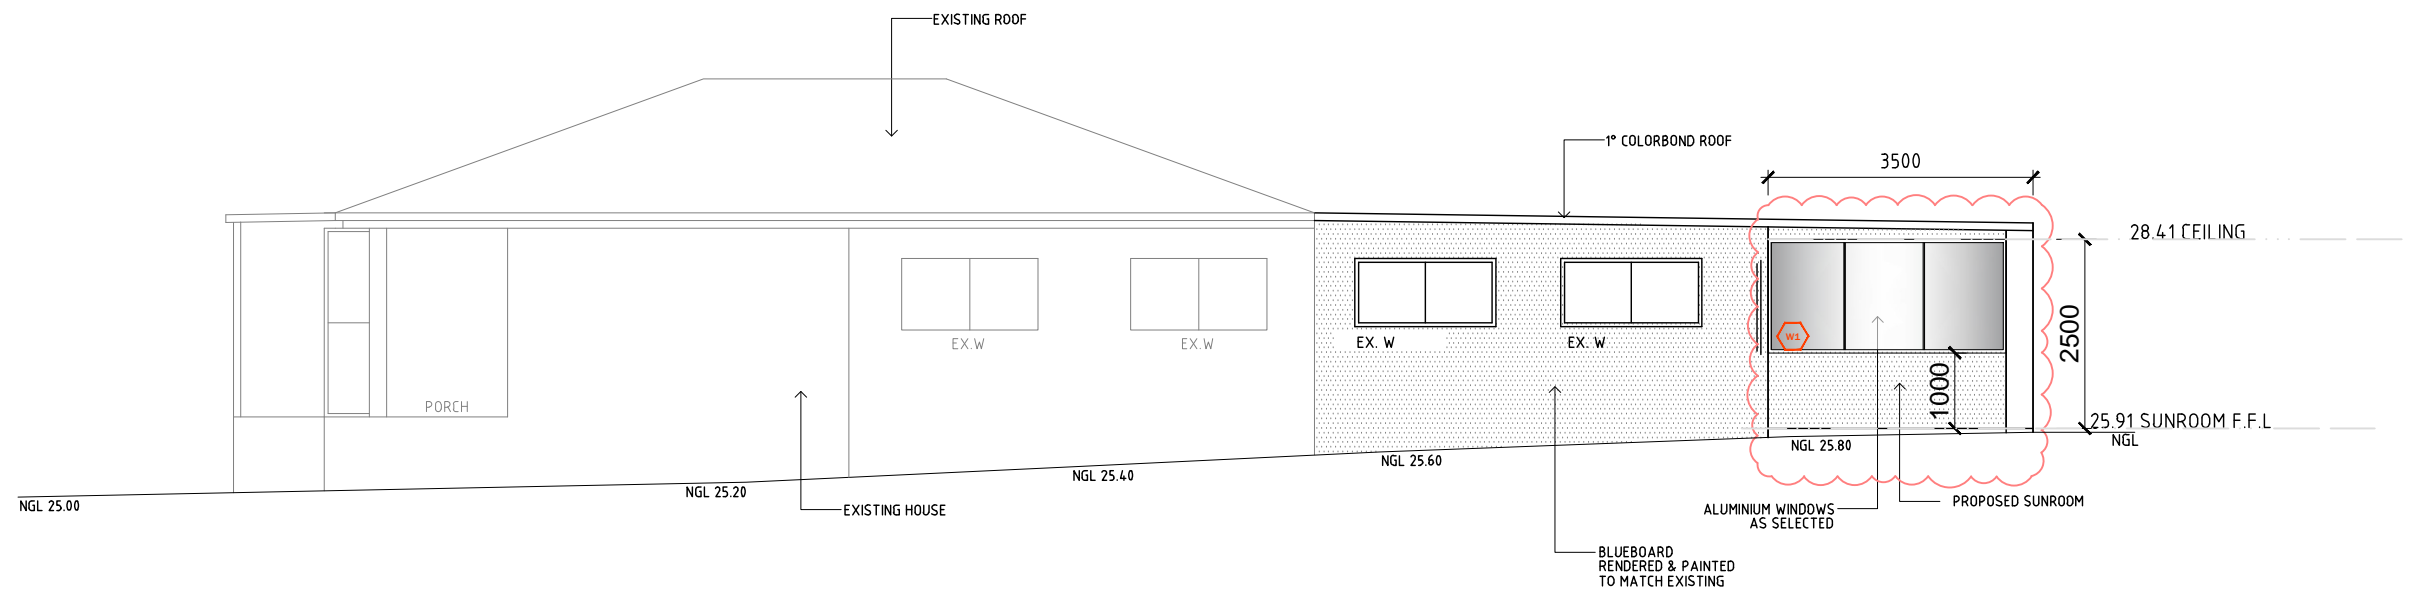 EXISTING ROOF
1° COLORBOND ROOF
3500
28.41 CEILING
2500
EX.W
EX.W
EX. W
EX. W
W1
1000
PORCH
25.91 SUNROOM F.F.L
NGL
NGL 25.80
NGL 25.60
NGL 25.40
NGL 25.20
NGL 25.00
EXISTING HOUSE
ALUMINIUM WINDOWS
AS SELECTED
PROPOSED SUNROOM
BLUEBOARD
RENDERED & PAINTED
TO MATCH EXISTING